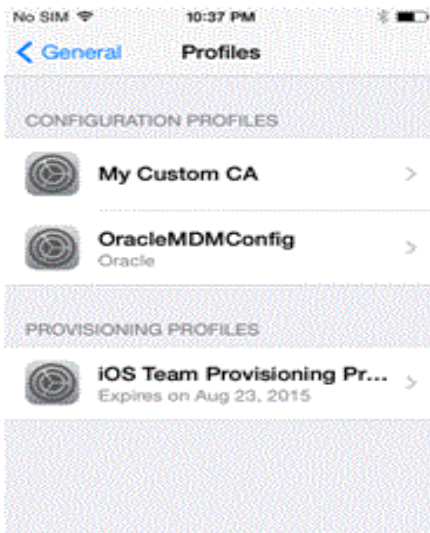 No SIM 10:37 PM
General Profiles
CONFIGURATION PROFILES
My Custom CA
OracleMDMConfig
Oracle
PROVISIONING PROFILES
iOS Team Provisioning Pr...
Expires on Aug 23, 2015